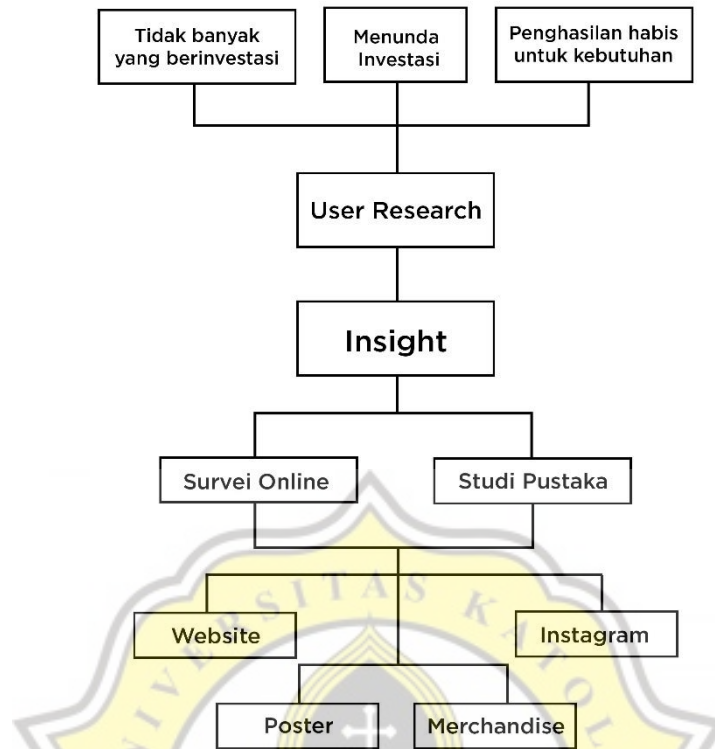 Tidak banyak
yang berinvestasi
Menunda
Investasi
Penghasilan habis
untuk kebutuhan
User Research
Insight
Survei Online
Studi Pustaka
Website
Instagram
Poster
Merchandise